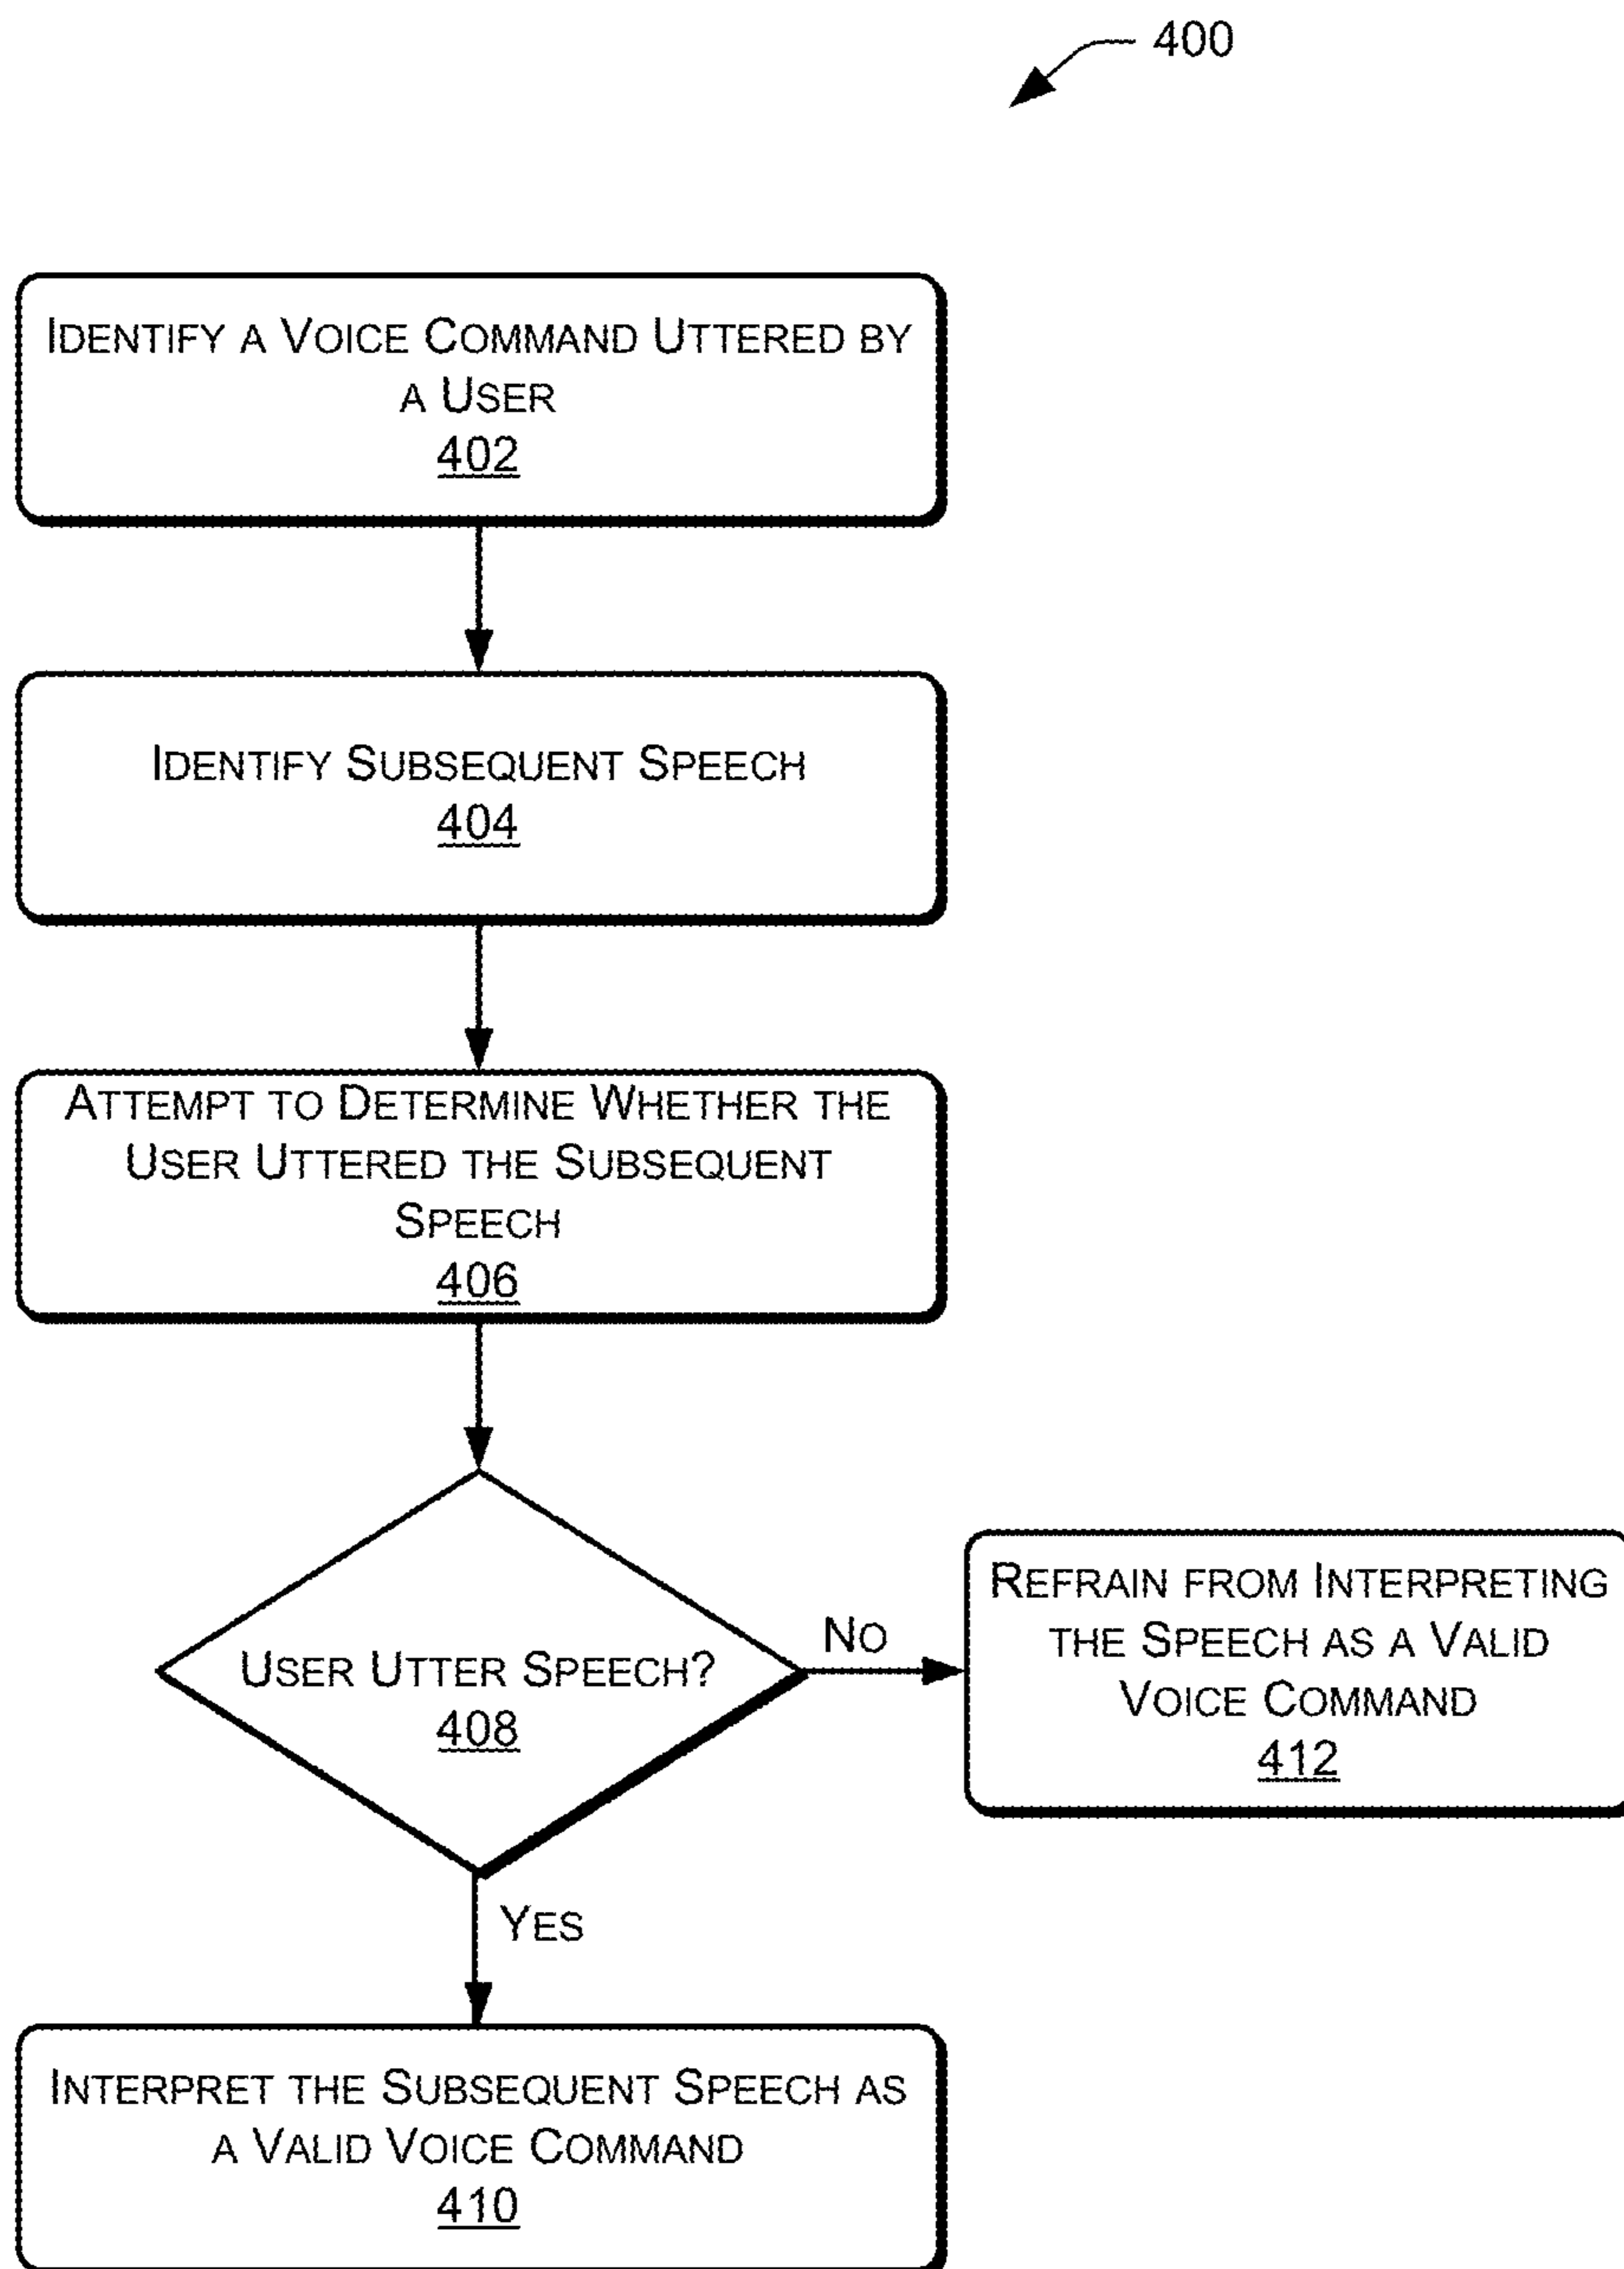 400
IDENTIFY A VOICE COMMAND UTTERED BY
A USER
402
IDENTIFY SUBSEQUENT SPEECH
404
ATTEMPT TO DETERMINE WHETHER THE
USER UTTERED THE SUBSEQUENT
SPEECH
406
USER UTTER SPEECH?
408
NO
REFRAIN FROM INTERPRETING
THE SPEECH AS A VALID
VOICE COMMAND
412
YES
INTERPRET THE SUBSEQUENT SPEECH AS
A VALID VOICE COMMAND
410